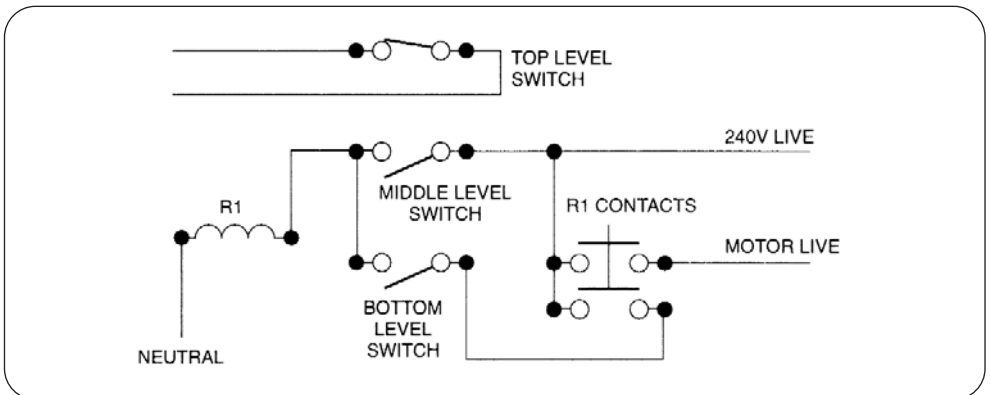 TOP LEVEL
SWITCH
240V LIVE
MIDDLE LEVEL
SWITCH
R1
R1 CONTACTS
MOTOR LIVE
BOTTOM
LEVEL
SWITCH
NEUTRAL